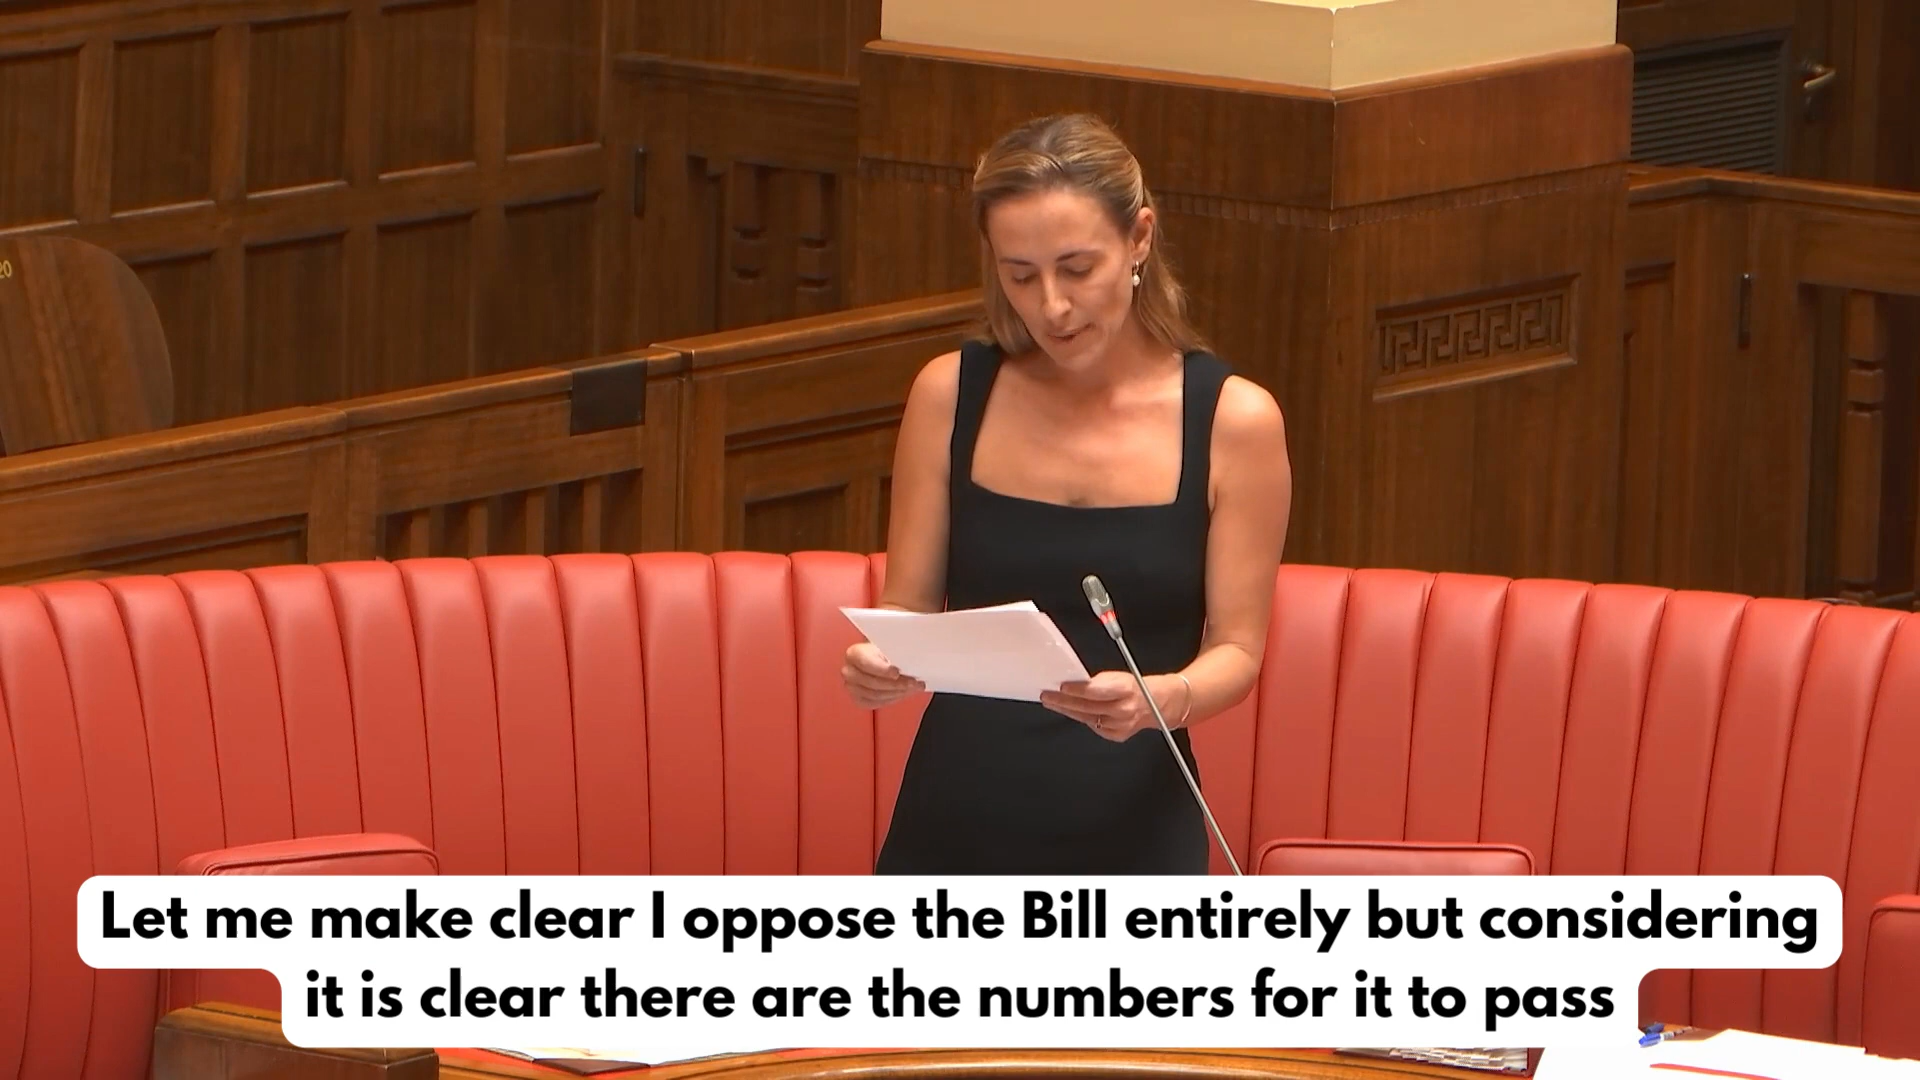 20
Let me make clear I oppose the Bill entirely but considering
it is clear there are the numbers for it to pass